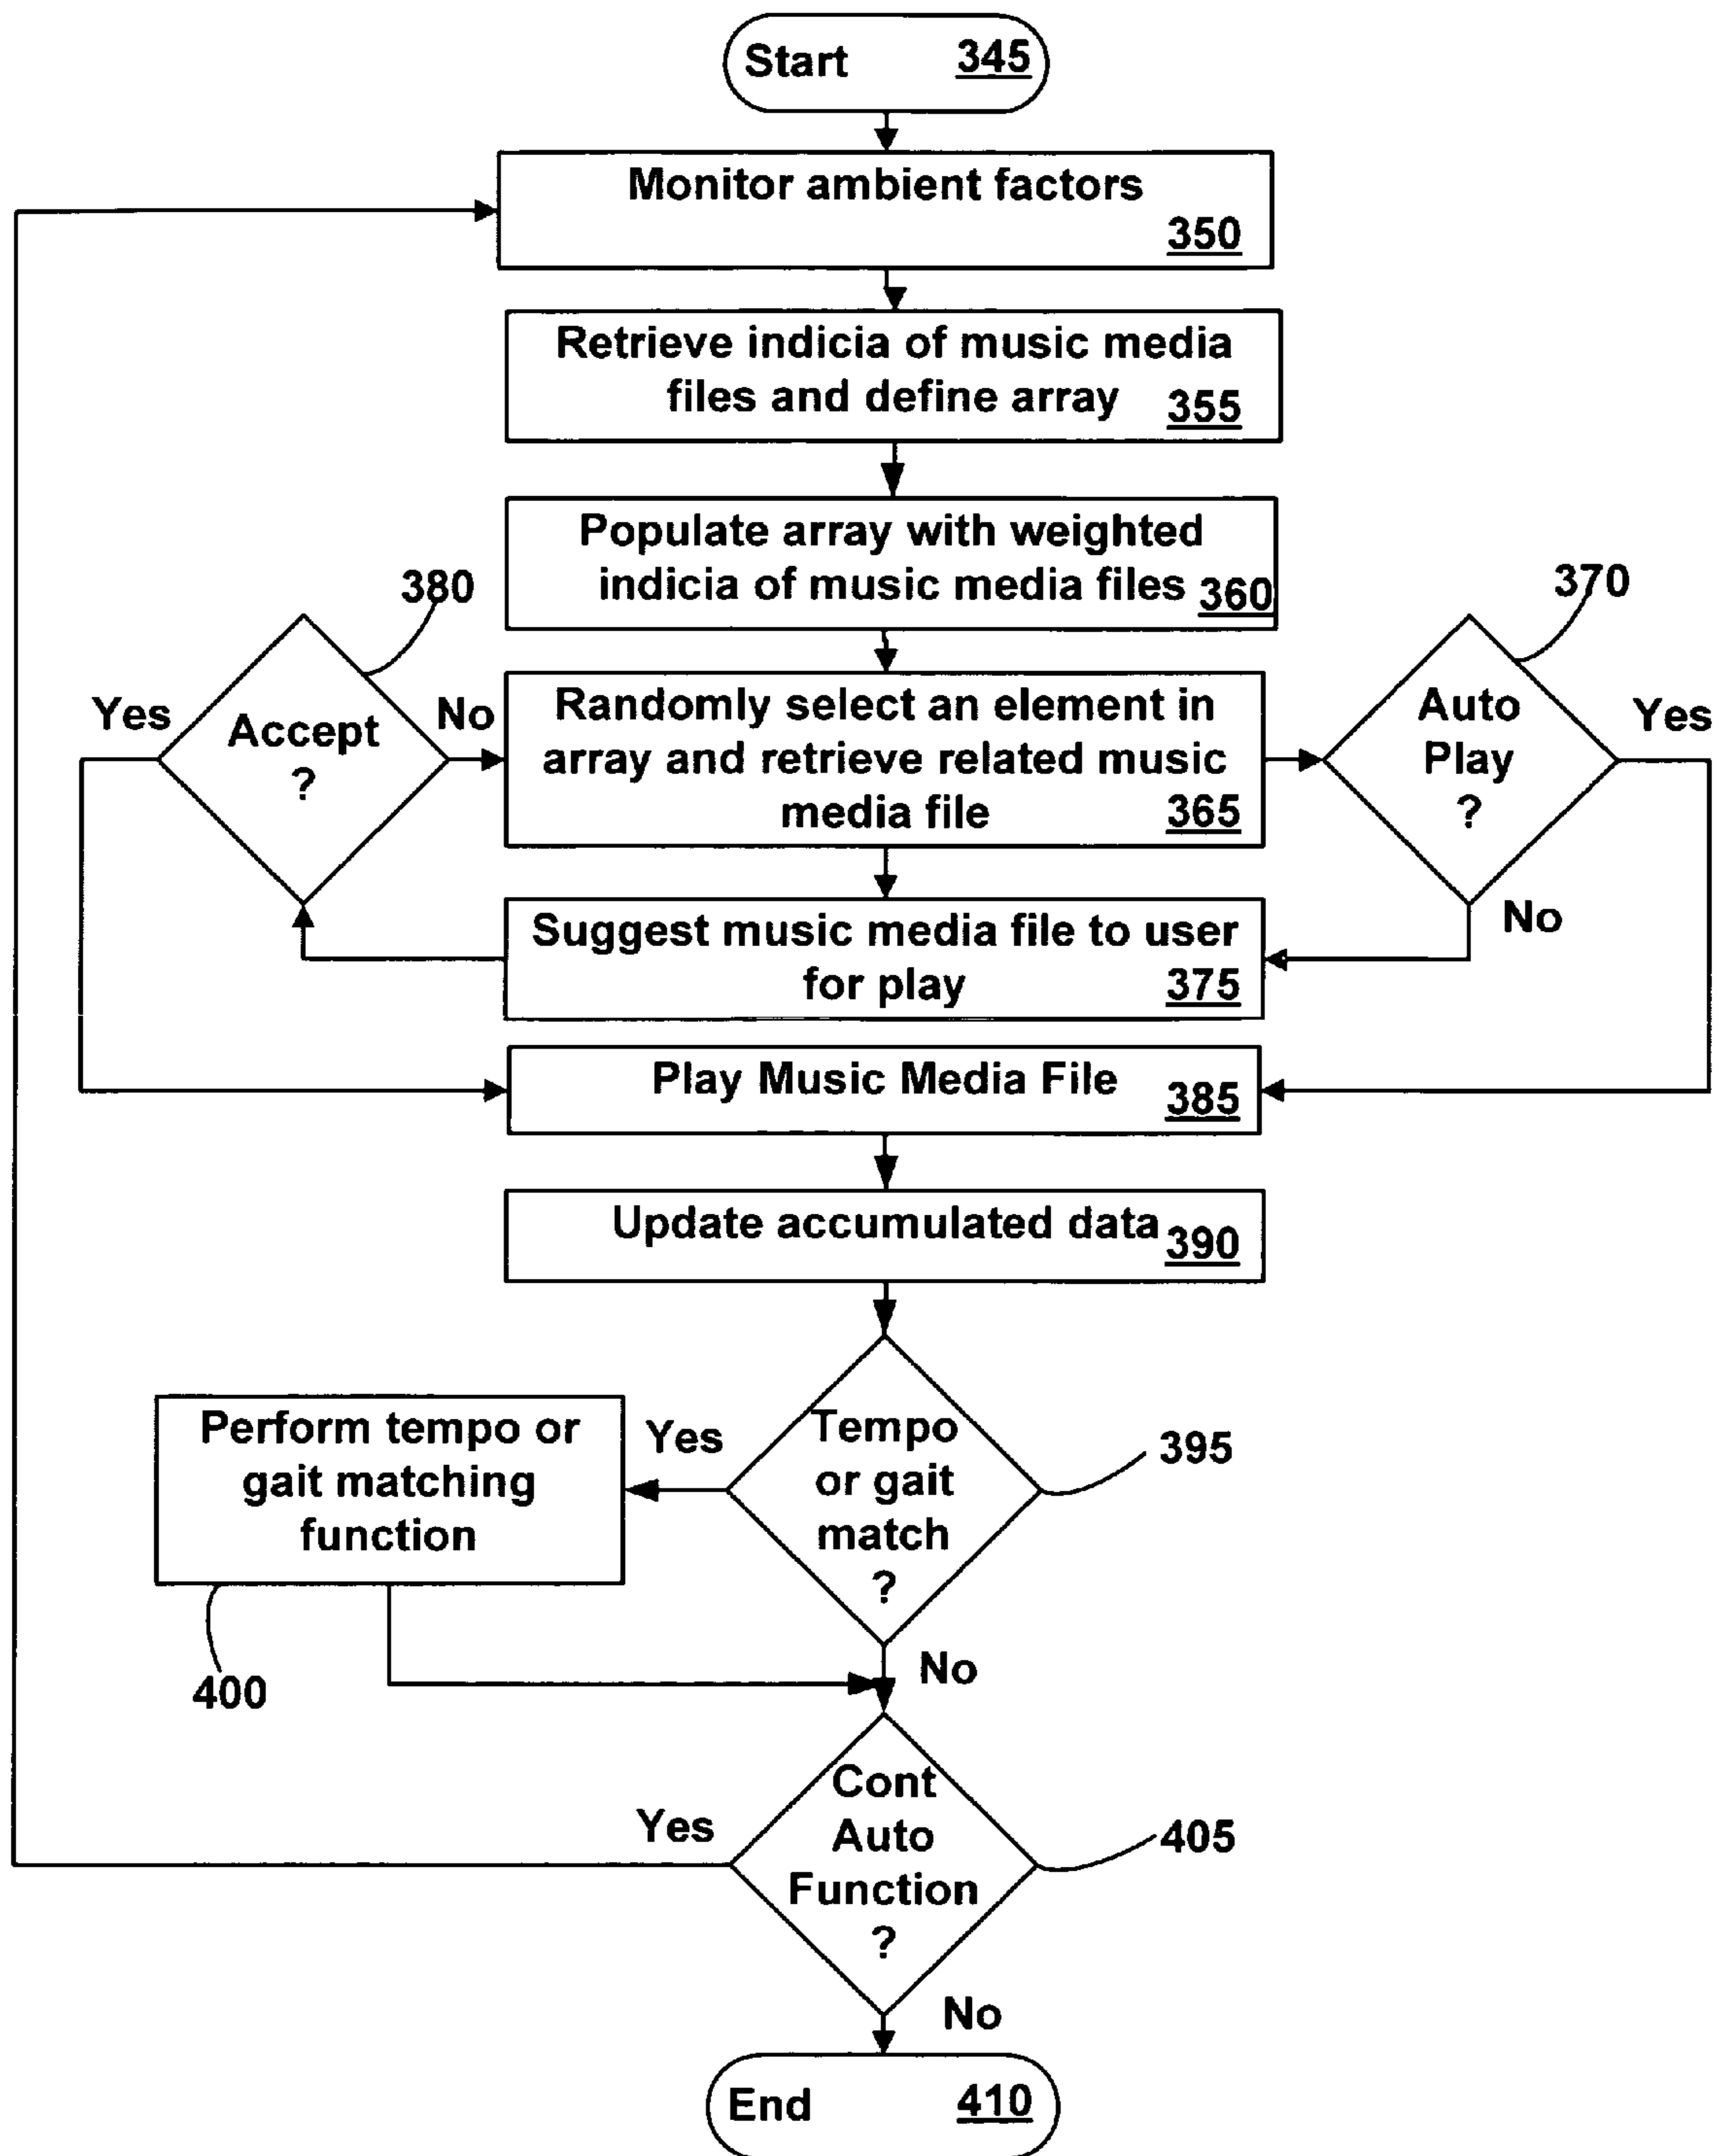 Start 345
Monitor ambient factors
350
Retrieve indicia of music media
files and define array 355
Populate array with weighted
indicia of music media files 360
380
370
Yes
Accept
?
No
Randomly select an element in
array and retrieve related music
media file 365
Auto
Play
?
Yes
No
Suggest music media file to user
for play 375
Play Music Media File 385
Update accumulated data 390
Perform tempo or
gait matching
function
Yes
Tempo
or gait
match
?
395
No
400
Cont
Auto
Function
?
Yes
405
No
End 410